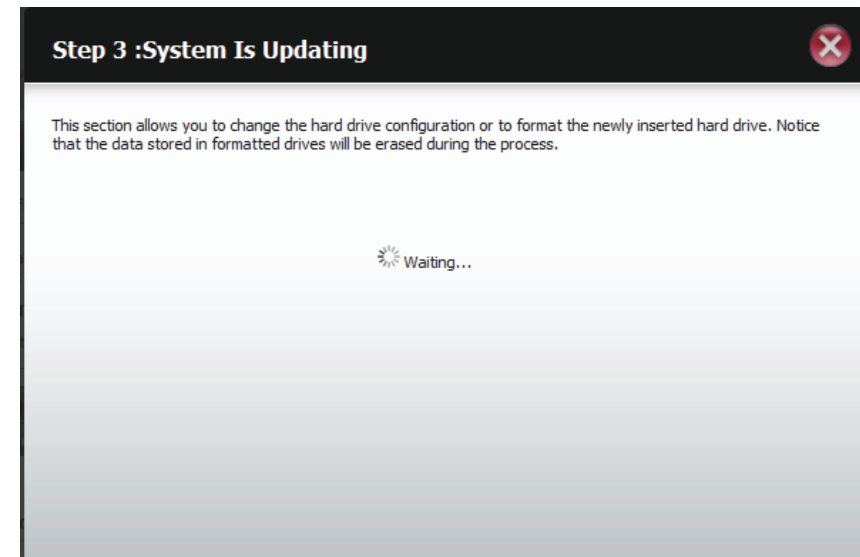 Step 3 :System Is Updating
This section allows you to change the hard drive configuration or to format the newly inserted hard drive. Notice
that the data stored in formatted drives will be erased during the process.
Waiting...